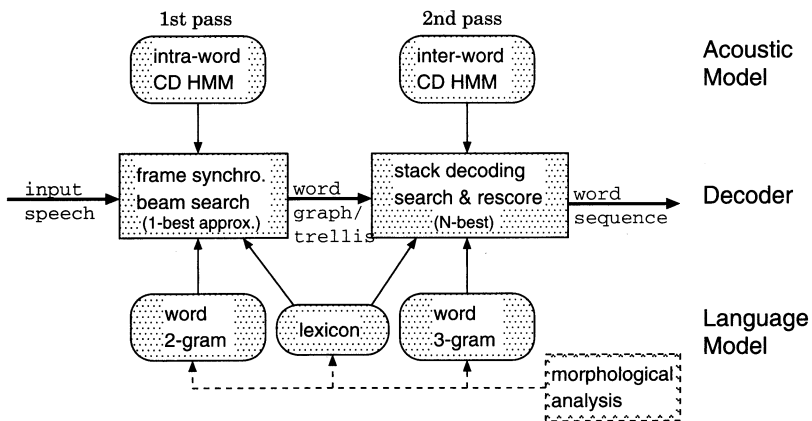 1st pass
2nd pass
intra-word
CD HMM
inter-word
CD HMM
Acoustic
Model
input
speech
frame synchro.
beam search
(1-best approx.)
word
graph/
trellis
stack decoding
search & rescore
(N-best)
word
sequence
Decoder
word
2-gram
lexicon
word
3-gram
Language
Model
morphological
analysis